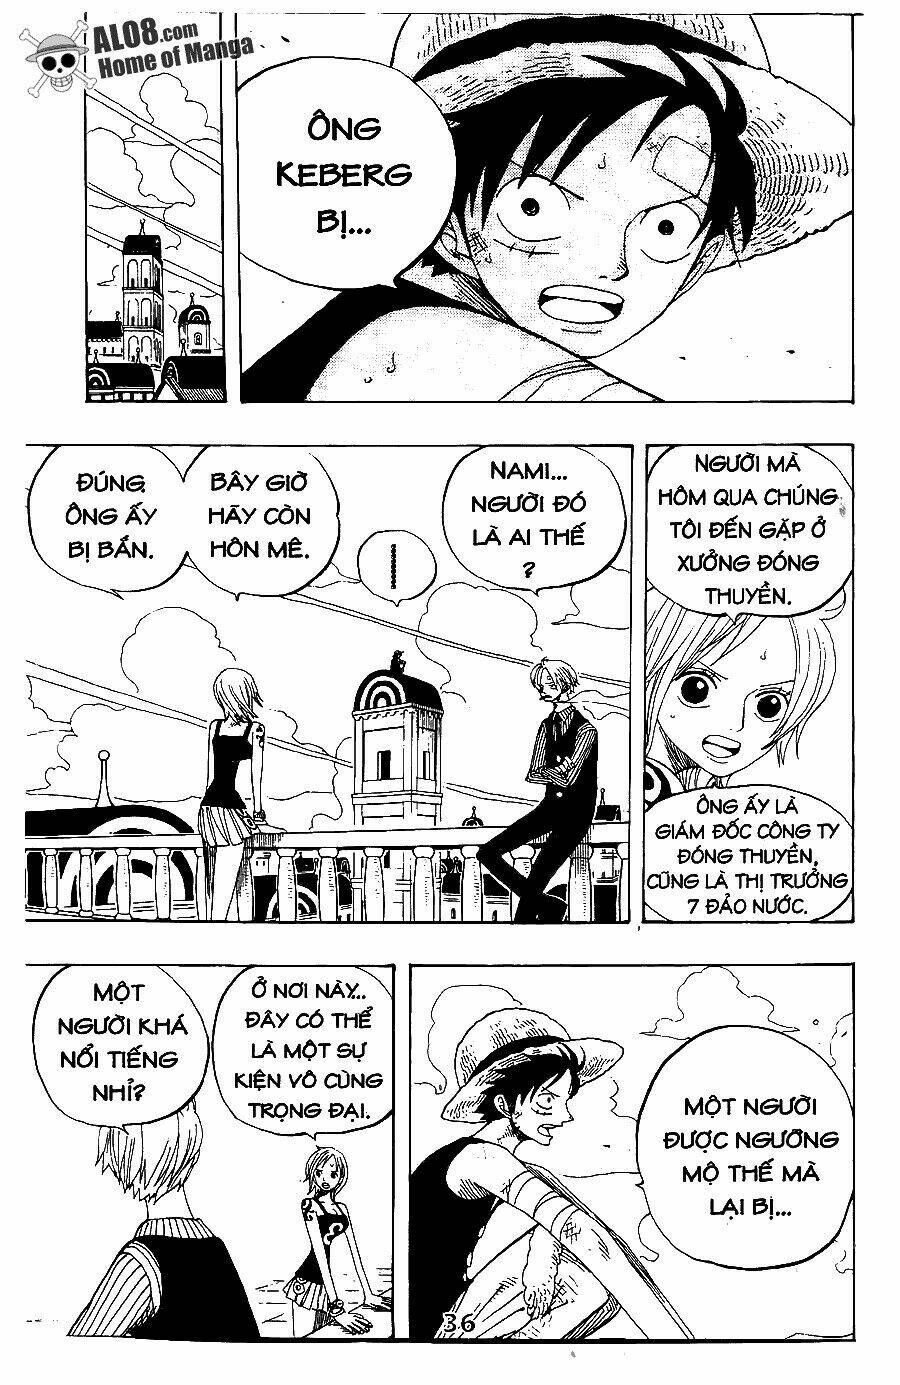 ALO8.com
Home of Manga
ÔNG
KEBERG
BỊ...
NGƯỜI MÀ
HÔM QUA CHÚNG
TÔI ĐẾN GẶP Ở
XƯỞNG ĐÓNG
THUYỀN.
ÔNG ẤY LÀ
GIÁM ĐỐC CÔNG TY
ĐÓNG THUYỀN,
CŨNG LÀ THỊ TRƯỞNG
7 ĐẢO NƯỚC.
NAMI...
NGƯỜI ĐÓ
LÀ AI THẾ
?
..........
BÂY GIỜ
HÃY CÒN
HÔN MÊ.
ĐÚNG,
ÔNG ẤY
BỊ BẮN.
MỘT NGƯỜI
ĐƯỢC NGƯỠNG
MỘ THẾ MÀ
LẠI BỊ...
Ở NƠI NÀY...
ĐÂY CÓ THỂ
LÀ MỘT SỰ
KIỆN VÔ CÙNG
TRỌNG ĐẠI.
MỘT
NGƯỜI KHÁ
NỔI TIẾNG
NHỈ?
36